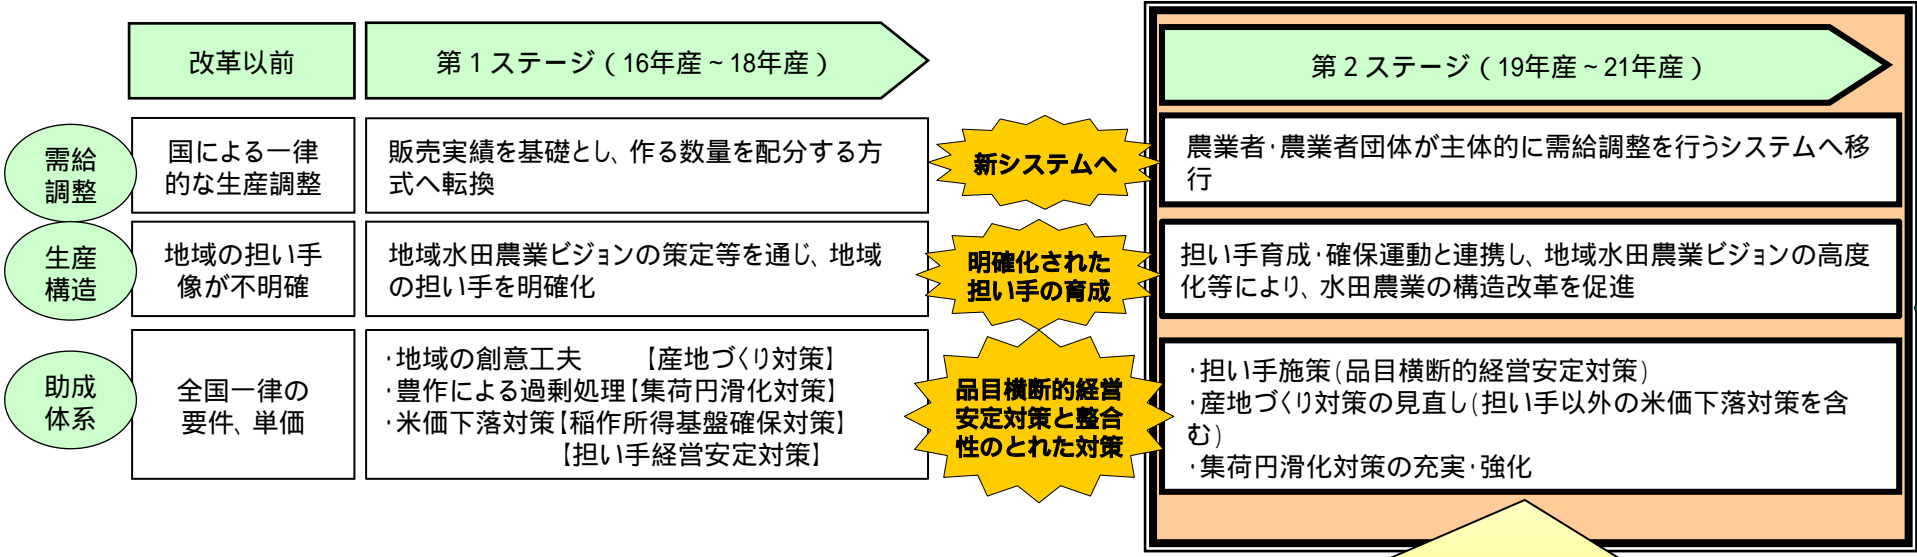 改革以前
第１ステージ（16年産～18年産）
第２ステージ（19年産～21年産）
需給
調整
国による一律
的な生産調整
販売実績を基礎とし、作る数量を配分する方
式へ転換
新システムへ
農業者・農業者団体が主体的に需給調整を行うシステムへ移
行
生産
構造
地域の担い手
像が不明確
地域水田農業ビジョンの策定等を通じ、地域
の担い手を明確化
明確化された
担い手の育成
担い手育成・確保運動と連携し、地域水田農業ビジョンの高度
化等により、水田農業の構造改革を促進
助成
体系
全国一律の
要件、単価
・地域の創意工夫　　【産地づくり対策】
・豊作による過剰処理【集荷円滑化対策】
・米価下落対策【稲作所得基盤確保対策】
【担い手経営安定対策】
品目横断的経営
安定対策と整合
性のとれた対策
・担い手施策(品目横断的経営安定対策)
・産地づくり対策の見直し(担い手以外の米価下落対策を含
む)
・集荷円滑化対策の充実・強化